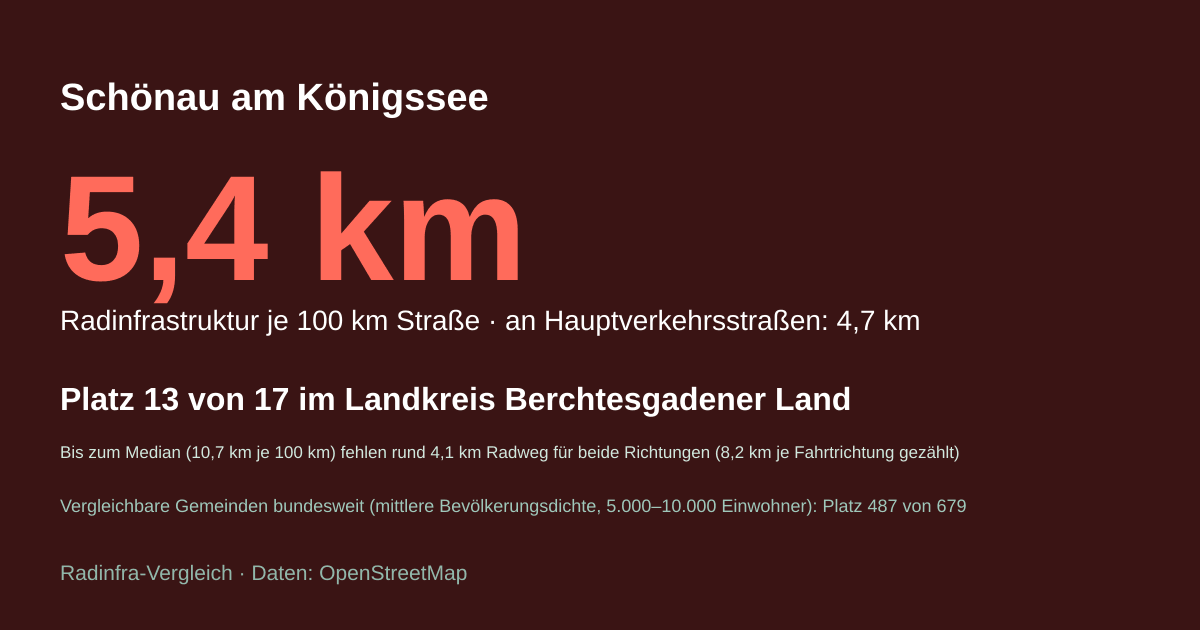 Schönau am Königssee
5,4 km
Radinfrastruktur je 100 km Straße · an Hauptverkehrsstraßen: 4,7 km
Platz 13 von 17 im Landkreis Berchtesgadener Land
Bis zum Median (10,7 km je 100 km) fehlen rund 4,1 km Radweg für beide Richtungen (8,2 km je Fahrtrichtung gezählt)
Vergleichbare Gemeinden bundesweit (mittlere Bevölkerungsdichte, 5.000–10.000 Einwohner): Platz 487 von 679
Radinfra-Vergleich · Daten: OpenStreetMap